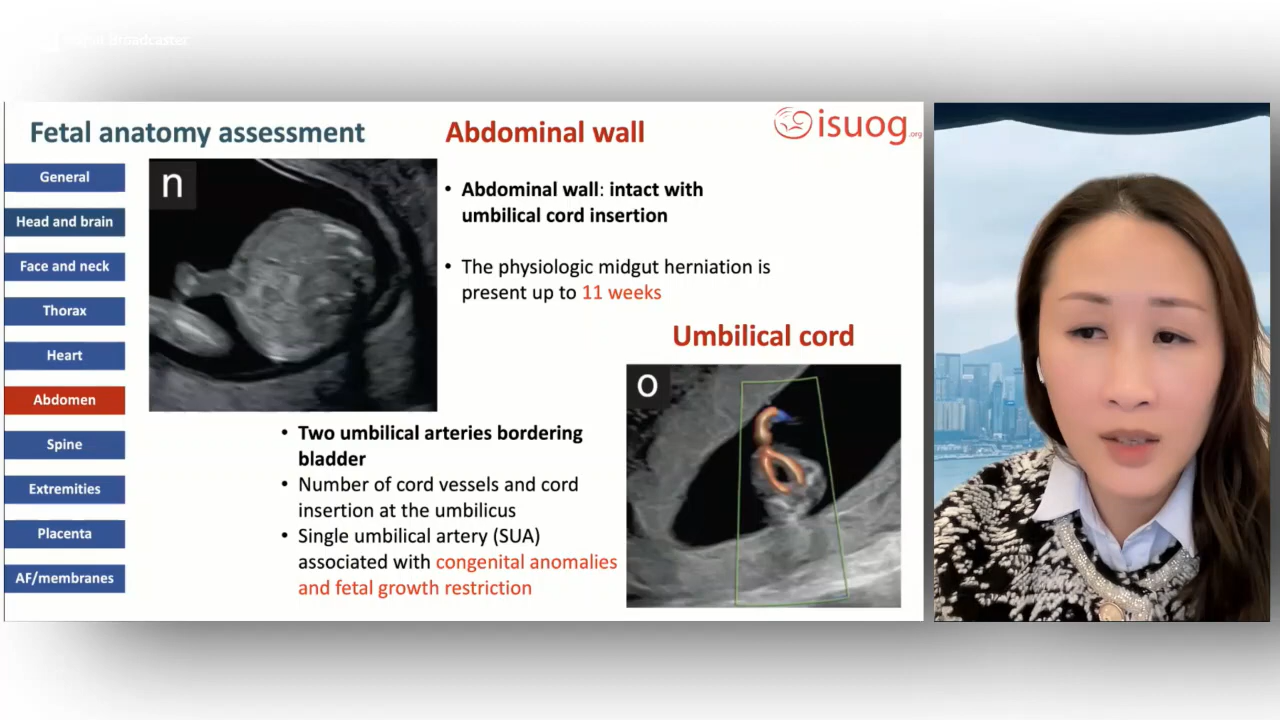 Broadcaster
Fetal anatomy assessment
Abdominal wall
isuog.org
General
Head and brain
Face and neck
Thorax
Heart
Abdomen
Spine
Extremities
Placenta
AF/membranes
n
• Abdominal wall: intact with
umbilical cord insertion
• The physiologic midgut herniation is
present up to 11 weeks
Umbilical cord
o
• Two umbilical arteries bordering
bladder
• Number of cord vessels and cord
insertion at the umbilicus
• Single umbilical artery (SUA)
associated with congenital anomalies
and fetal growth restriction